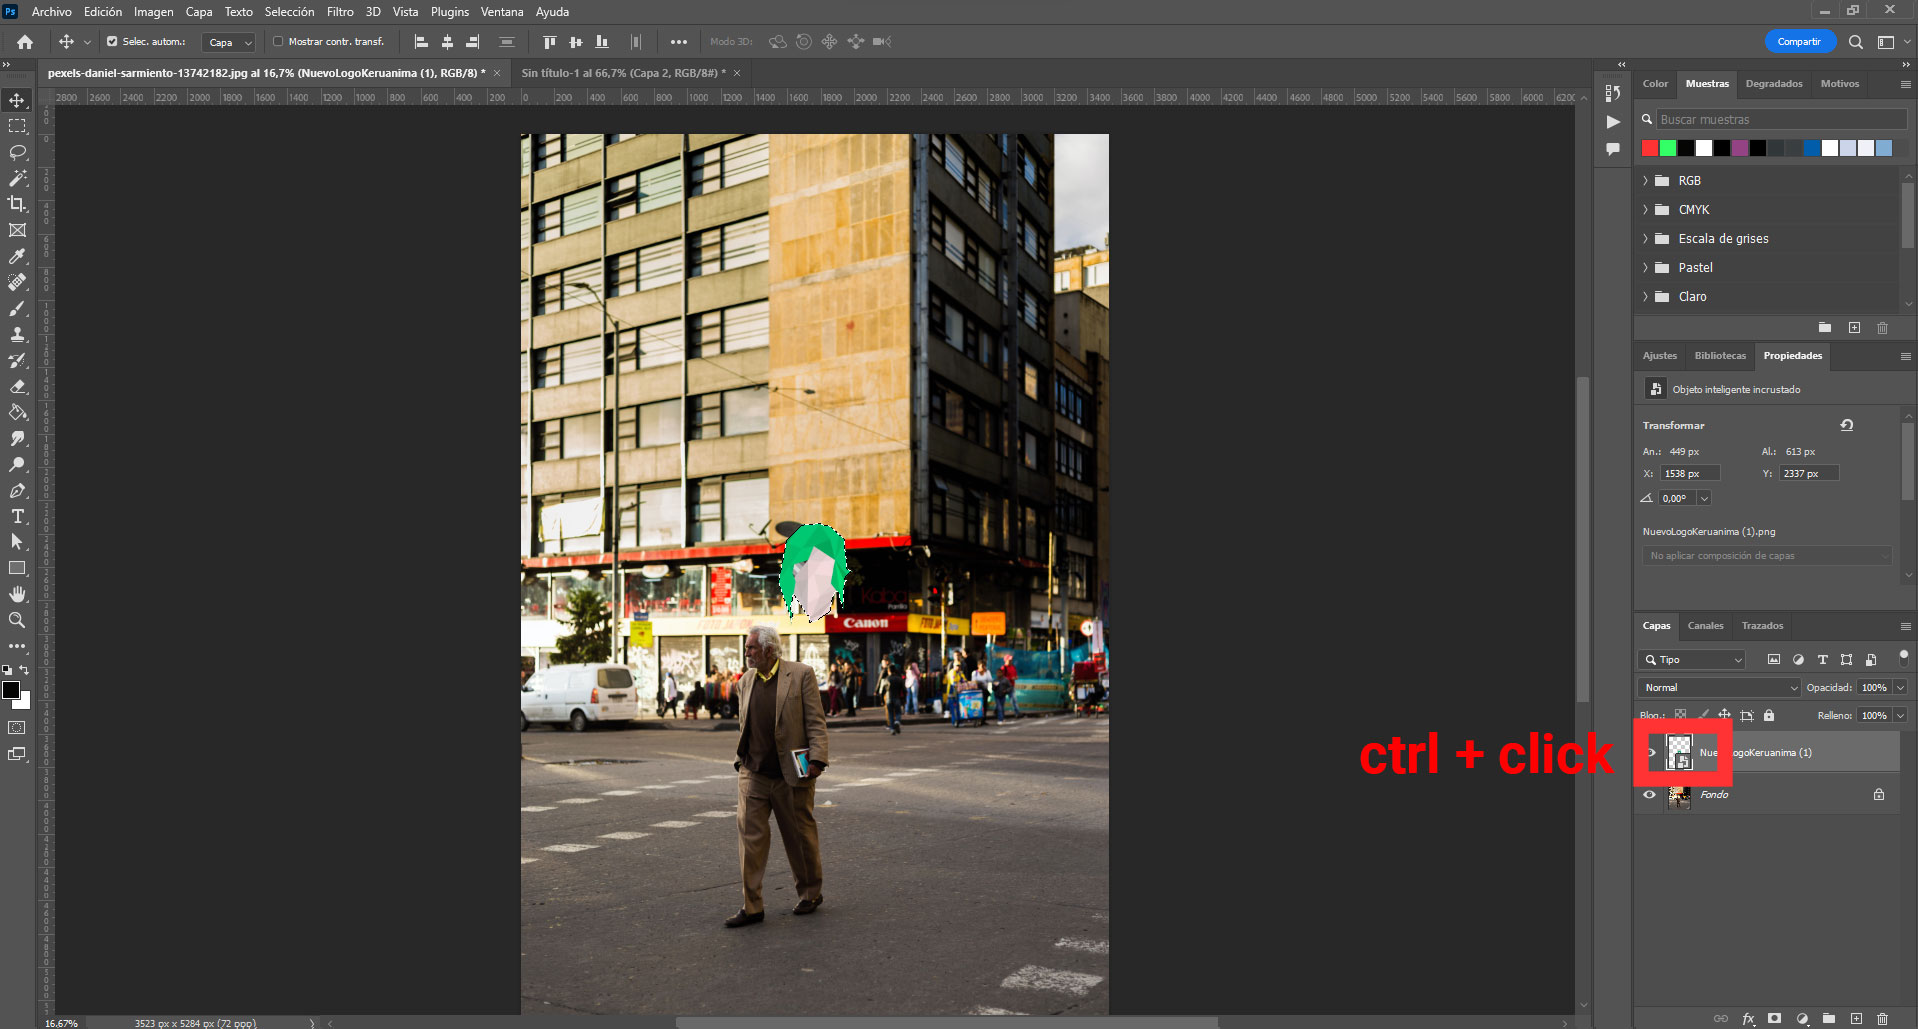 Ps Archivo Edición Imagen Capa Texto Selección Filtro 3D Vista Plugins Ventana Ayuda
Selec. autom.: Capa Mostrar contr. transf. Modo 3D: Compartir
pexels-daniel-sarmiento-13742182.jpg al 16,7% (NuevoLogoKeruanima (1), RGB/8) * × Sin título-1 al 66,7% (Capa 2, RGB/8#) * ×
2800 2600 2400 2200 2000 1800 1600 1400 1200 1000 800 600 400 200 0 200 400 600 800 1000 1200 1400 1600 1800 2000 2200 2400 2600 2800 3000 3200 3400 3600 3800 4000 4200 4400 4600 4800 5000 5200 5400 5600 5800 6000 6200
Color Muestras Degradados Motivos
Buscar muestras
RGB
CMYK
Escala de grises
Pastel
Claro
Ajustes Bibliotecas Propiedades
Objeto inteligente incrustado
Transformar
An.: 449 px Al.: 613 px
X: 1538 px Y: 2337 px
0,00°
NuevoLogoKeruanima (1).png
No aplicar composición de capas
Canon
Capas Canales Trazados
Tipo
Normal Opacidad: 100%
Bloq.: Relleno: 100%
ctrl + click
NuevoLogoKeruanima (1)
Fondo
16.67% 3523 px x 5284 px (72 ppp)
fx